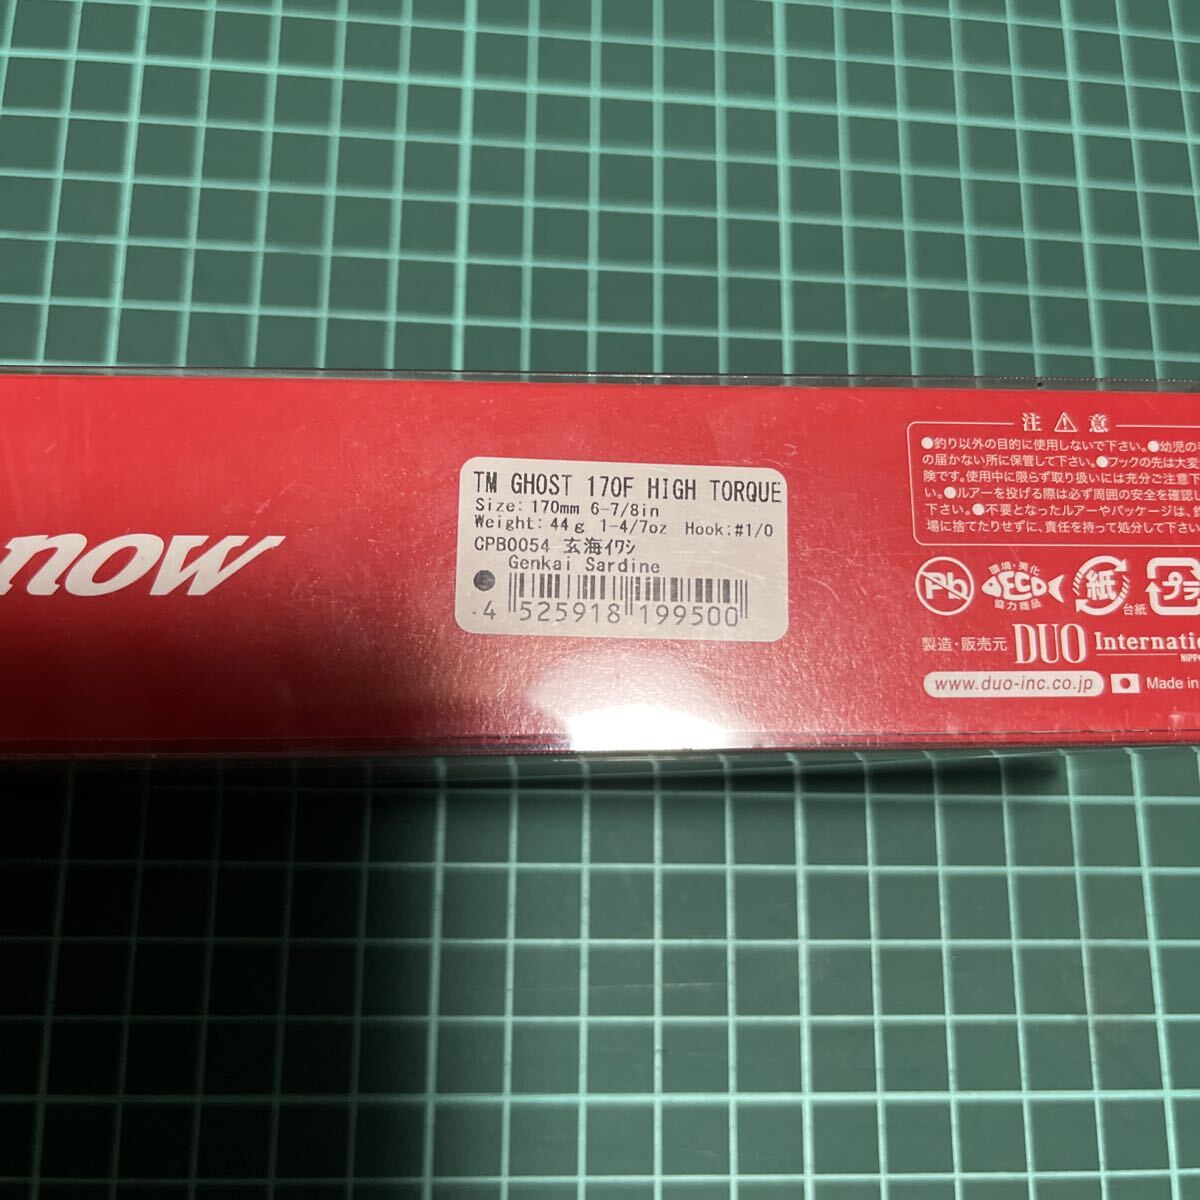 now
TM GHOST 170F HIGH TORQUE
Size: 170mm 6-7/8in
Weight: 44g 1-4/7oz Hook:#1/0
CPB0054 玄海ｲﾜｼ
Genkai Sardine
4 525918 199500
注 意
●釣り以外の目的に使用しないで下さい。●幼児の手
の届かない所に保管して下さい。●フックの先は大変
険です。使用中に限らず取り扱いには充分ご注意下
い。●ルアーを投げる際は必ず周囲の安全を確認し
下さい。●不要となったルアーやパッケージは、
場に捨てたりせずに、責任を持って処分して下さい
Pb
環境・美化
ECO
協力商品
紙
台紙
プラ
製造・販売元 DUO Internatio
NIPPO
www.duo-inc.co.jp Made in